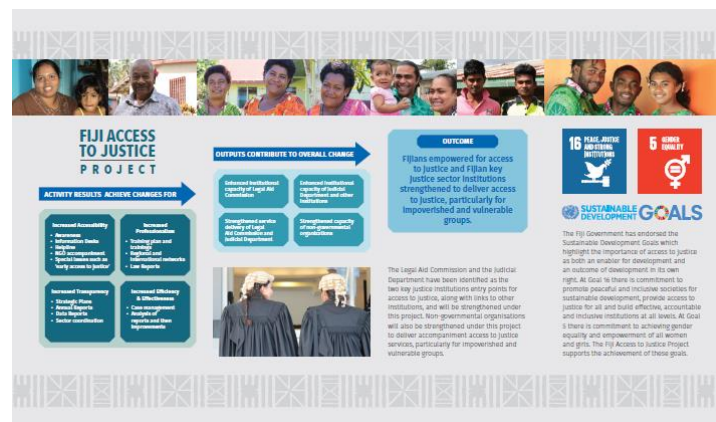 FIJI ACCESS
TO JUSTICE
PROJECT
ACTIVITY RESULTS ACHIEVE CHANGES FOR
Increased Accessibility
• Awareness
• Information Desks
• Helpline
• NGO accompaniment
• Special issues such as
'early access to justice'
Increased
Professionalism
• Training plan and
trainings
• Regional and
International networks
• Law Reports
Increased Transparency
• Strategic Plans
• Annual Reports
• Data Reports
• Sector coordination
Increased Efficiency
& Effectiveness
• Case management
• Analysis of
reports and then
improvements
OUTPUTS CONTRIBUTE TO OVERALL CHANGE
Enhanced institutional
capacity of Legal Aid
Commission
Enhanced institutional
capacity of Judicial
Department and other
institutions
Strengthened service
delivery of Legal
Aid Commission and
Judicial Department
Strengthened capacity
of non-governmental
organizations
OUTCOME
Fijians empowered for access
to justice and Fijian key
justice sector institutions
strengthened to deliver access
to justice, particularly for
impoverished and vulnerable
groups.
The Legal Aid Commission and the Judicial
Department have been identified as the
two key justice institutions entry points for
access to justice, along with links to other
institutions, and will be strengthened under
this project. Non-governmental organisations
will also be strengthened under this project
to deliver accompaniment access to justice
services, particularly for impoverished and
vulnerable groups.
16 PEACE, JUSTICE
AND STRONG
INSTITUTIONS
5 GENDER
EQUALITY
SUSTAINABLE
DEVELOPMENT GOALS
The Fiji Government has endorsed the
Sustainable Development Goals which
highlight the importance of access to justice
as both an enabler for development and
an outcome of development in its own
right. At Goal 16 there is commitment to
promote peaceful and inclusive societies for
sustainable development, provide access to
justice for all and build effective, accountable
and inclusive institutions at all levels. At Goal
5 there is commitment to achieving gender
equality and empowerment of all women
and girls. The Fiji Access to Justice Project
supports the achievement of these goals.